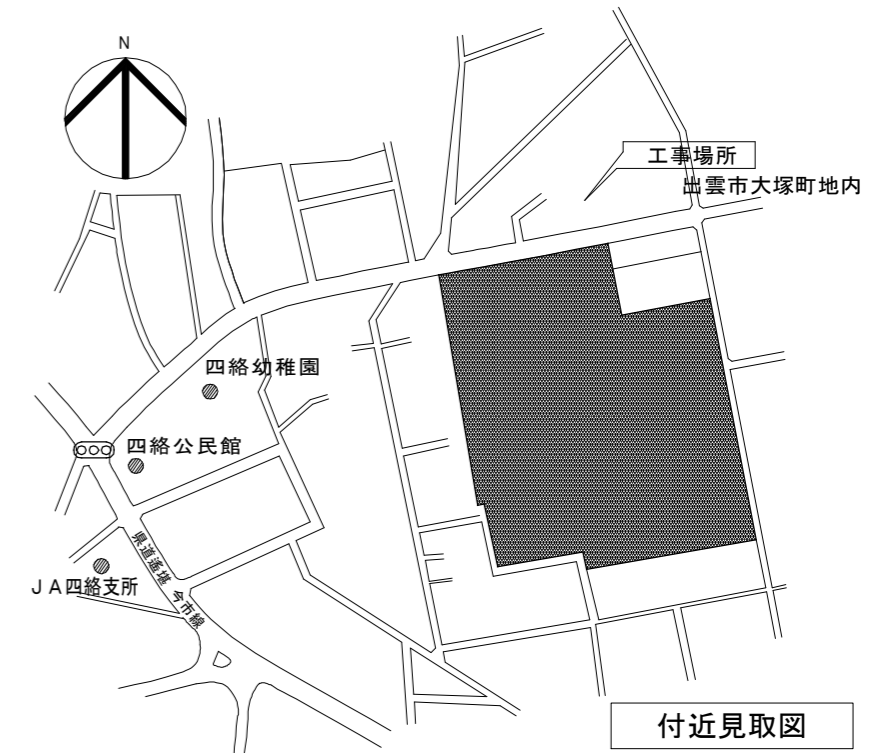 N
工事場所
出雲市大塚町地内
四絡幼稚園
四絡公民館
県道遙堪 今市線
JA四絡支所
付近見取図